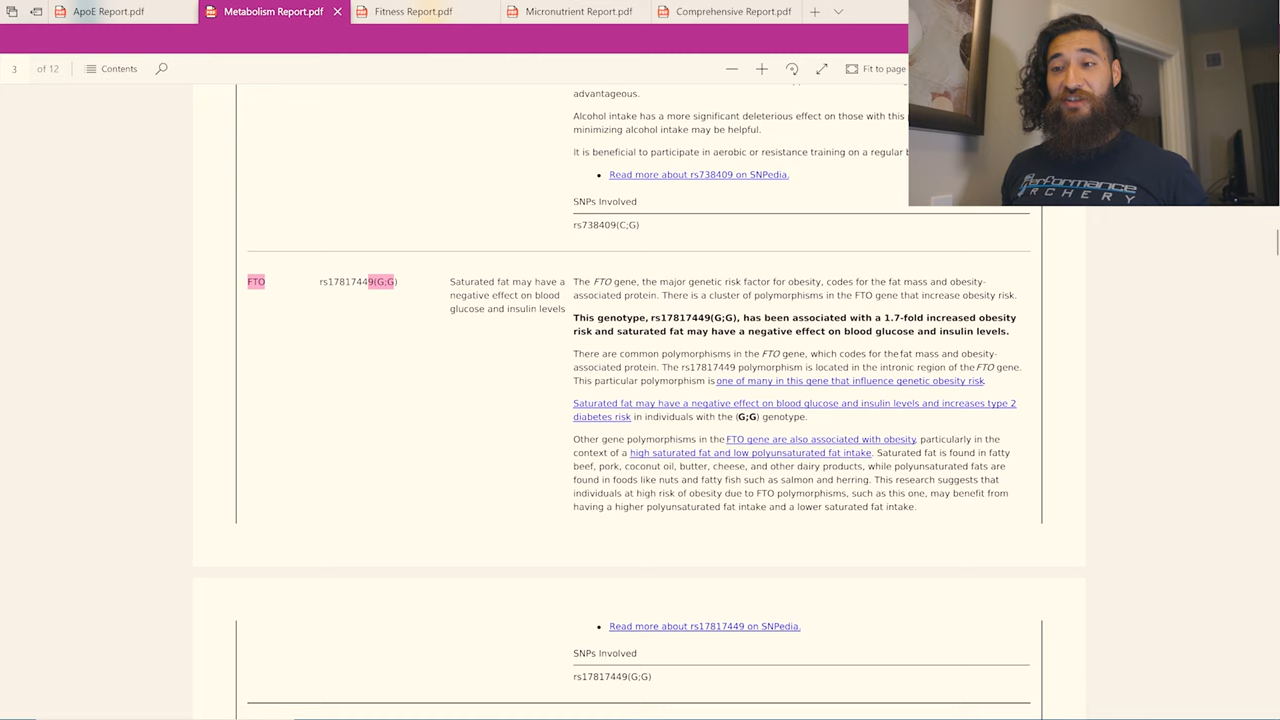 ApoE Report.pdf
Metabolism Report.pdf
Fitness Report.pdf
Micronutrient Report.pdf
Comprehensive Report.pdf
3 of 12
Contents
Fit to page
advantageous.
Alcohol intake has a more significant deleterious effect on those with this
minimizing alcohol intake may be helpful.
It is beneficial to participate in aerobic or resistance training on a regular
• Read more about rs738409 on SNPedia.
SNPs Involved
rs738409(C;G)
FTO
rs17817449(G;G)
Saturated fat may have a
negative effect on blood
glucose and insulin levels
The FTO gene, the major genetic risk factor for obesity, codes for the fat mass and obesity-
associated protein. There is a cluster of polymorphisms in the FTO gene that increase obesity risk.
This genotype, rs17817449(G;G), has been associated with a 1.7-fold increased obesity
risk and saturated fat may have a negative effect on blood glucose and insulin levels.
There are common polymorphisms in the FTO gene, which codes for the fat mass and obesity-
associated protein. The rs17817449 polymorphism is located in the intronic region of the FTO gene.
This particular polymorphism is one of many in this gene that influence genetic obesity risk.
Saturated fat may have a negative effect on blood glucose and insulin levels and increases type 2
diabetes risk in individuals with the (G;G) genotype.
Other gene polymorphisms in the FTO gene are also associated with obesity, particularly in the
context of a high saturated fat and low polyunsaturated fat intake. Saturated fat is found in fatty
beef, pork, coconut oil, butter, cheese, and other dairy products, while polyunsaturated fats are
found in foods like nuts and fatty fish such as salmon and herring. This research suggests that
individuals at high risk of obesity due to FTO polymorphisms, such as this one, may benefit from
having a higher polyunsaturated fat intake and a lower saturated fat intake.
• Read more about rs17817449 on SNPedia.
SNPs Involved
rs17817449(G;G)